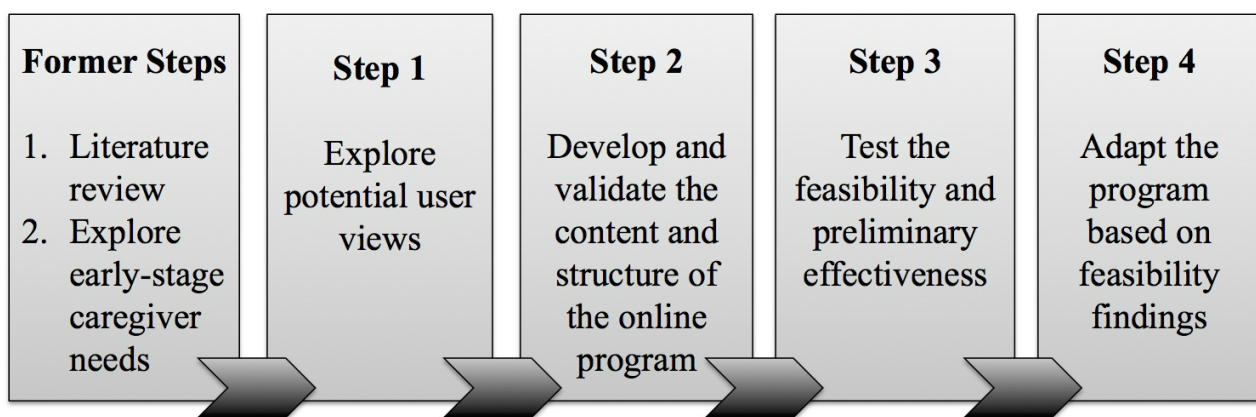 Former Steps
1. Literature
review
2. Explore
early-stage
caregiver
needs
Step 1
Explore
potential user
views
Step 2
Develop and
validate the
content and
structure of
the online
program
Step 3
Test the
feasibility and
preliminary
effectiveness
Step 4
Adapt the
program
based on
feasibility
findings